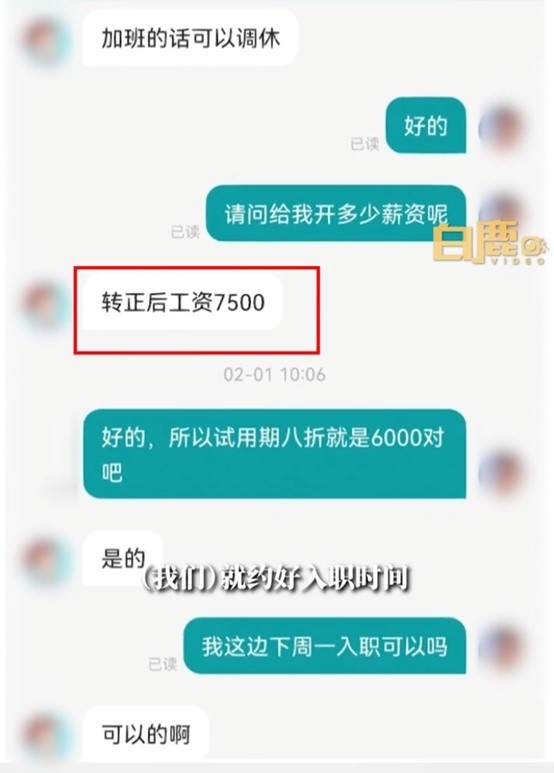 加班的话可以调休
好的
已读
请问给我开多少薪资呢
已读
白鹿
VIDEO
转正后工资7500
02-01 10:06
好的，所以试用期八折就是6000对
吧
是的
（我们）就约好入职时间
我这边下周一入职可以吗
已读
可以的啊